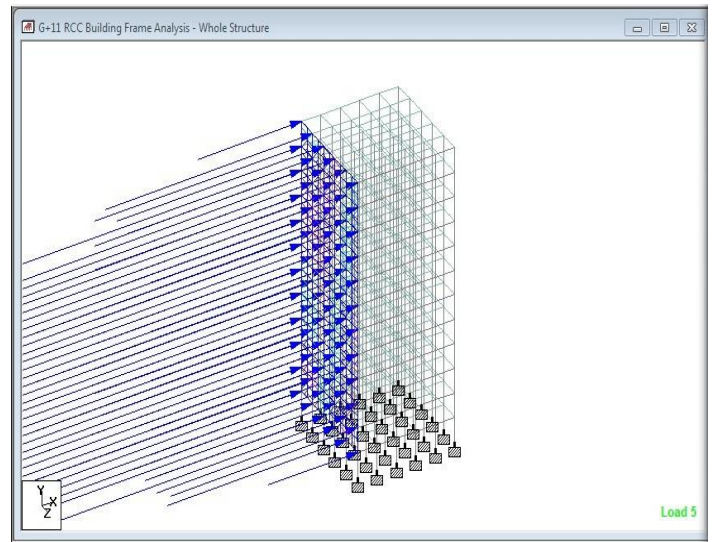 G+11 RCC Building Frame Analysis - Whole Structure
Y
X
Z
Load 5